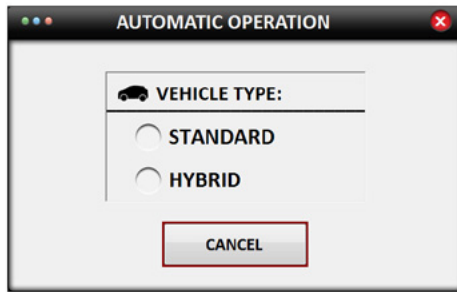 AUTOMATIC OPERATION
VEHICLE TYPE:
STANDARD
HYBRID
CANCEL